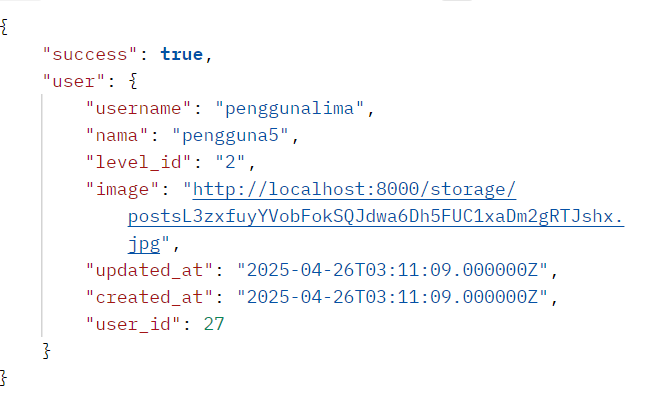 {
"success": true,
"user": {
"username": "penggunalima",
"nama": "pengguna5",
"level_id": "2",
"image": "http://localhost:8000/storage/
postsL3zxfuyYVobFokSQJdwa6Dh5FUC1xaDm2gRTJshx.
jpg",
"updated_at": "2025-04-26T03:11:09.000000Z",
"created_at": "2025-04-26T03:11:09.000000Z",
"user_id": 27
}
}